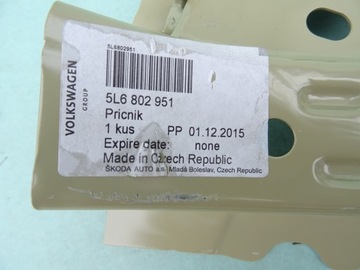 5L6802951
VOLKSWAGEN
GROUP
5L6 802 951
Pricnik
1 kus PP 01.12.2015
Expire date: none
Made in Czech Republic
ŠKODA AUTO a.s. Mladá Boleslav, Czech Republic